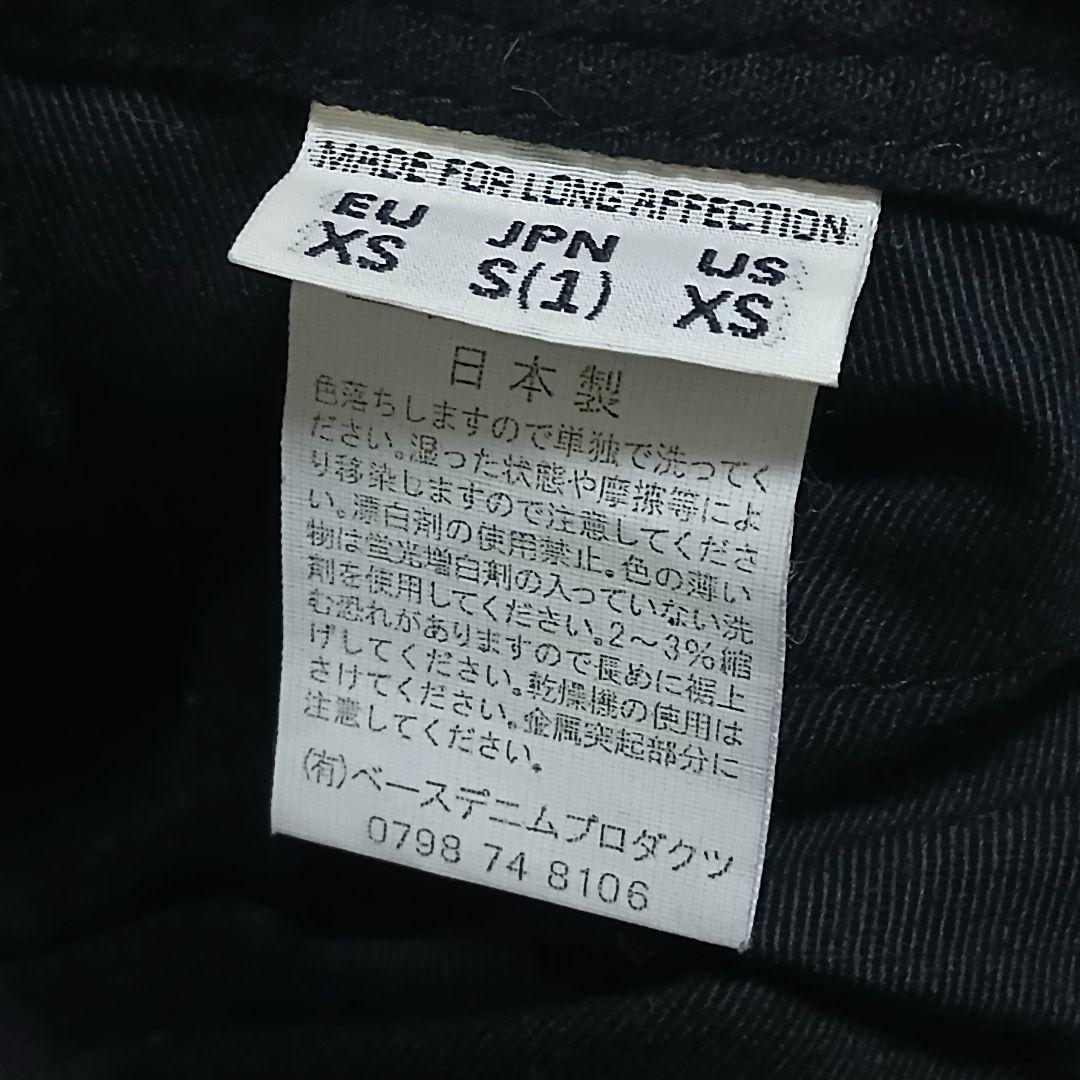 MADE FOR LONG AFFECTION
EU JPN US
XS S(1) XS
日本製
色落ちしますので単独で洗ってく
ださい。湿った状態や摩擦等によ
り移染しますので注意してくださ
い。漂白剤の使用禁止。色の薄い
物は蛍光増白剤の入っていない洗
剤を使用してください。2～3%縮
む恐れがありますので長めに裾上
げしてください。乾燥機の使用は
さけてください。金属突起部分に
注意してください。
(有)ベースデニムプロダクツ
0798 74 8106